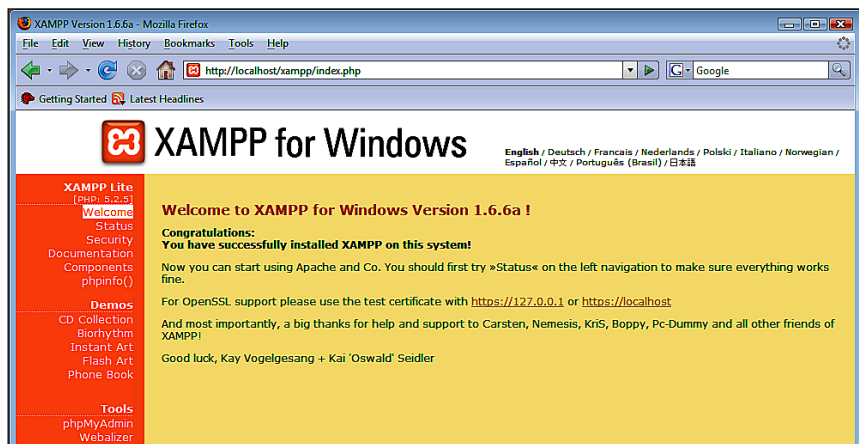 XAMPP Version 1.6.6a - Mozilla Firefox
File Edit View History Bookmarks Tools Help
http://localhost/xampp/index.php
G Google
Getting Started Latest Headlines
XAMPP for Windows
English / Deutsch / Francais / Nederlands / Polski / Italiano / Norwegian /
Español / 中文 / Português (Brasil) / 日本語
XAMPP Lite
[PHP: 5.2.5]
Welcome
Status
Security
Documentation
Components
phpinfo()
Demos
CD Collection
Biorhythm
Instant Art
Flash Art
Phone Book
Tools
phpMyAdmin
Webalizer
Welcome to XAMPP for Windows Version 1.6.6a !
Congratulations:
You have successfully installed XAMPP on this system!
Now you can start using Apache and Co. You should first try »Status« on the left navigation to make sure everything works
fine.
For OpenSSL support please use the test certificate with https://127.0.0.1 or https://localhost
And most importantly, a big thanks for help and support to Carsten, Nemesis, KriS, Boppy, Pc-Dummy and all other friends of
XAMPP!
Good luck, Kay Vogelgesang + Kai 'Oswald' Seidler